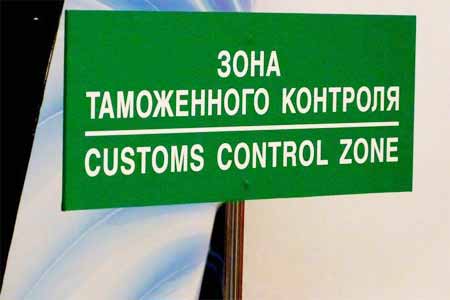 ЗОНА
ТАМОЖЕННОГО КОНТРОЛЯ
CUSTOMS CONTROL ZONE